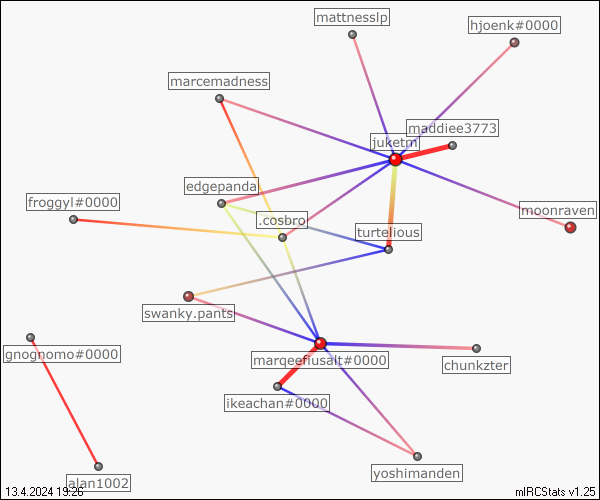 mattnesslp
hjoenk#0000
marcemadness
maddiee3773
juketm
edgepanda
froggyl#0000
.cosbro
moonraven
turtelious
swanky.pants
gnognomo#0000
margeefiusalt#0000
chunkzter
ikeachan#0000
yoshimanden
alan1002
13.4.2024 19:26
mIRCStats v1.25